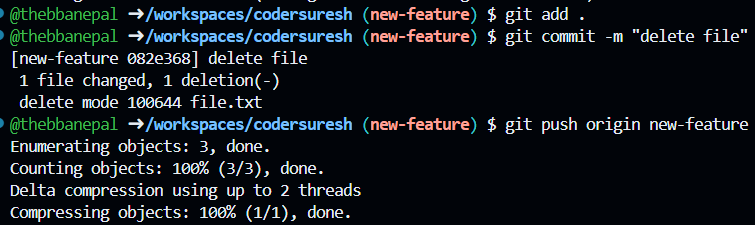 @thebbanepal ➜/workspaces/codersuresh (new-feature) $ git add .
@thebbanepal ➜/workspaces/codersuresh (new-feature) $ git commit -m "delete file"
[new-feature 082e368] delete file
 1 file changed, 1 deletion(-)
 delete mode 100644 file.txt
@thebbanepal ➜/workspaces/codersuresh (new-feature) $ git push origin new-feature
Enumerating objects: 3, done.
Counting objects: 100% (3/3), done.
Delta compression using up to 2 threads
Compressing objects: 100% (1/1), done.